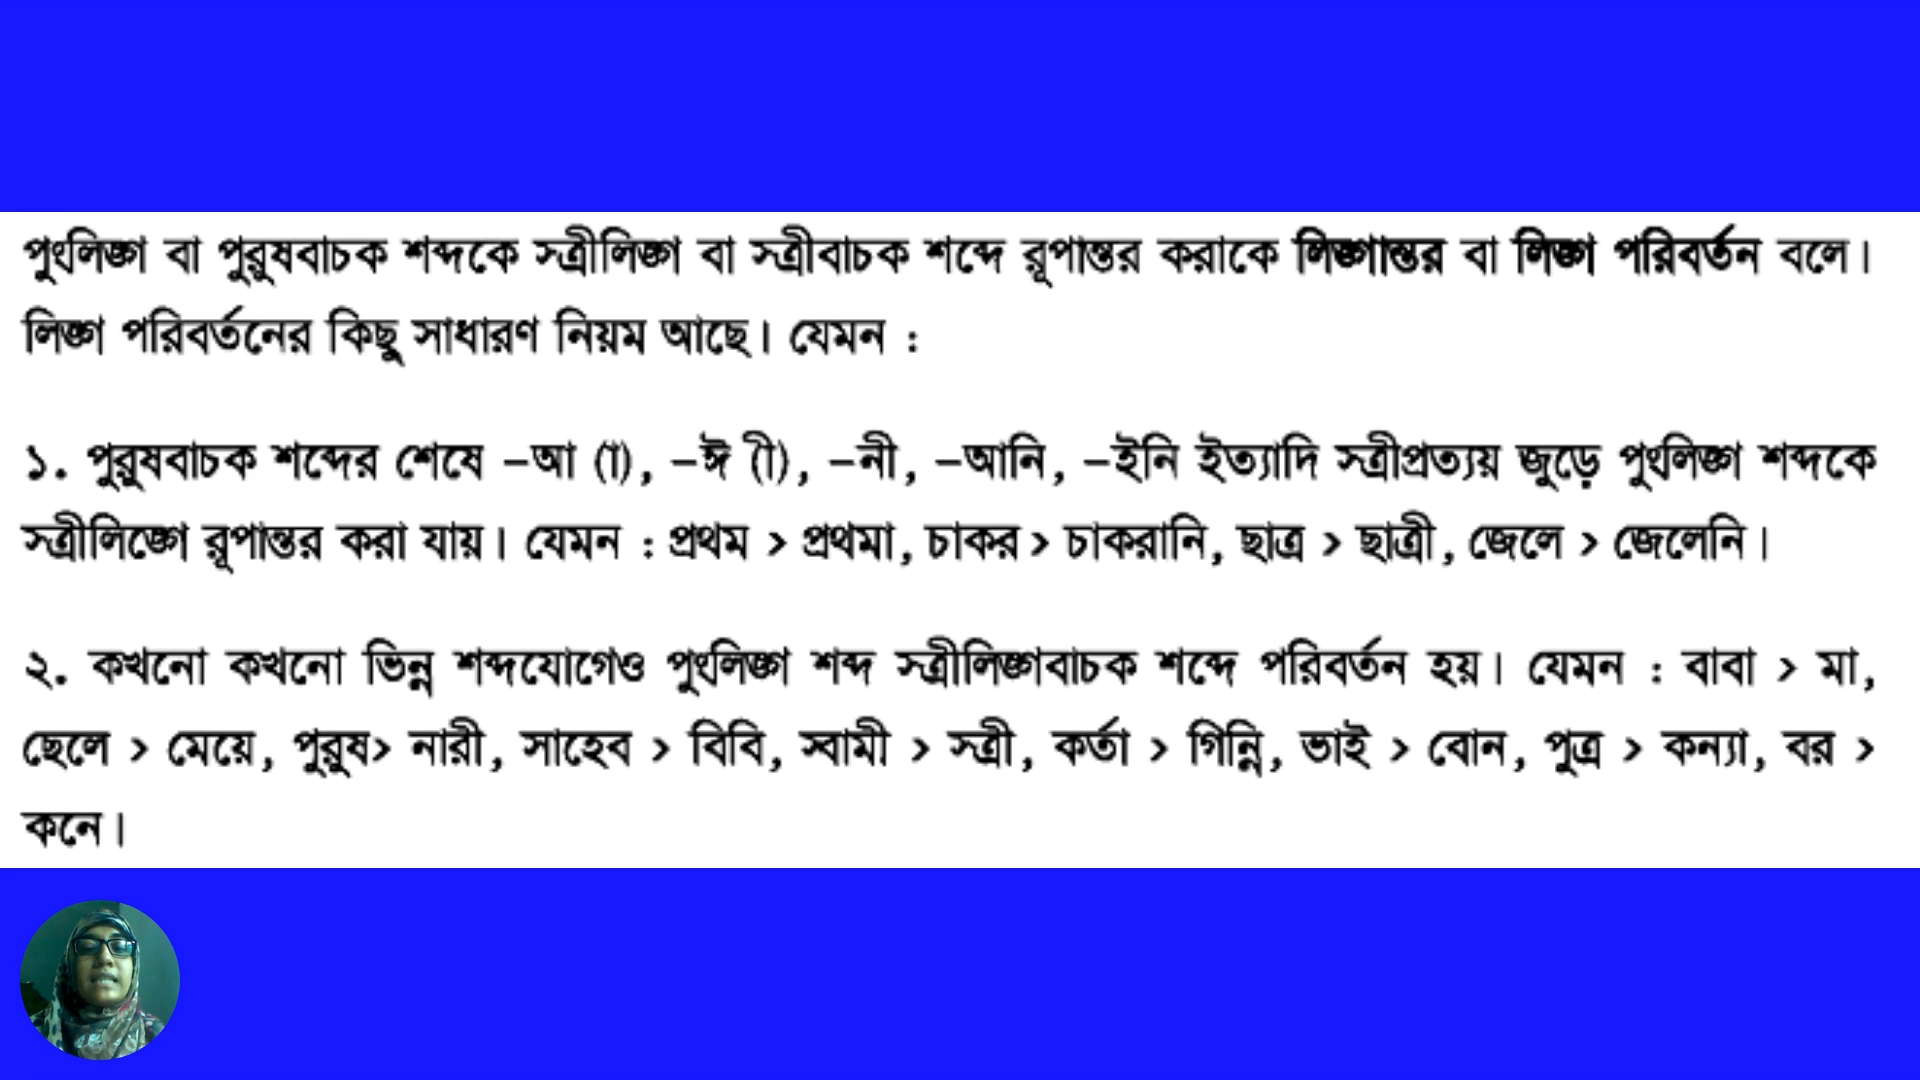 পুংলিঙ্গ বা পুরুষবাচক শব্দকে স্ত্রীলিঙ্গ বা স্ত্রীবাচক শব্দে রূপান্তর করাকে লিঙ্গান্তর বা লিঙ্গ পরিবর্তন বলে।
লিঙ্গ পরিবর্তনের কিছু সাধারণ নিয়ম আছে। যেমন :
১. পুরুষবাচক শব্দের শেষে –আ (া), –ঈ (ী), –নী, –আনি, –ইনি ইত্যাদি স্ত্রীপ্রত্যয় জুড়ে পুংলিঙ্গ শব্দকে
স্ত্রীলিঙ্গে রূপান্তর করা যায়। যেমন : প্রথম > প্রথমা, চাকর > চাকরানি, ছাত্র > ছাত্রী, জেলে > জেলেনি।
২. কখনো কখনো ভিন্ন শব্দযোগেও পুংলিঙ্গ শব্দ স্ত্রীলিঙ্গবাচক শব্দে পরিবর্তন হয়। যেমন : বাবা > মা,
ছেলে > মেয়ে, পুরুষ> নারী, সাহেব > বিবি, স্বামী > স্ত্রী, কর্তা > গিন্নি, ভাই > বোন, পুত্র > কন্যা, বর >
কনে।